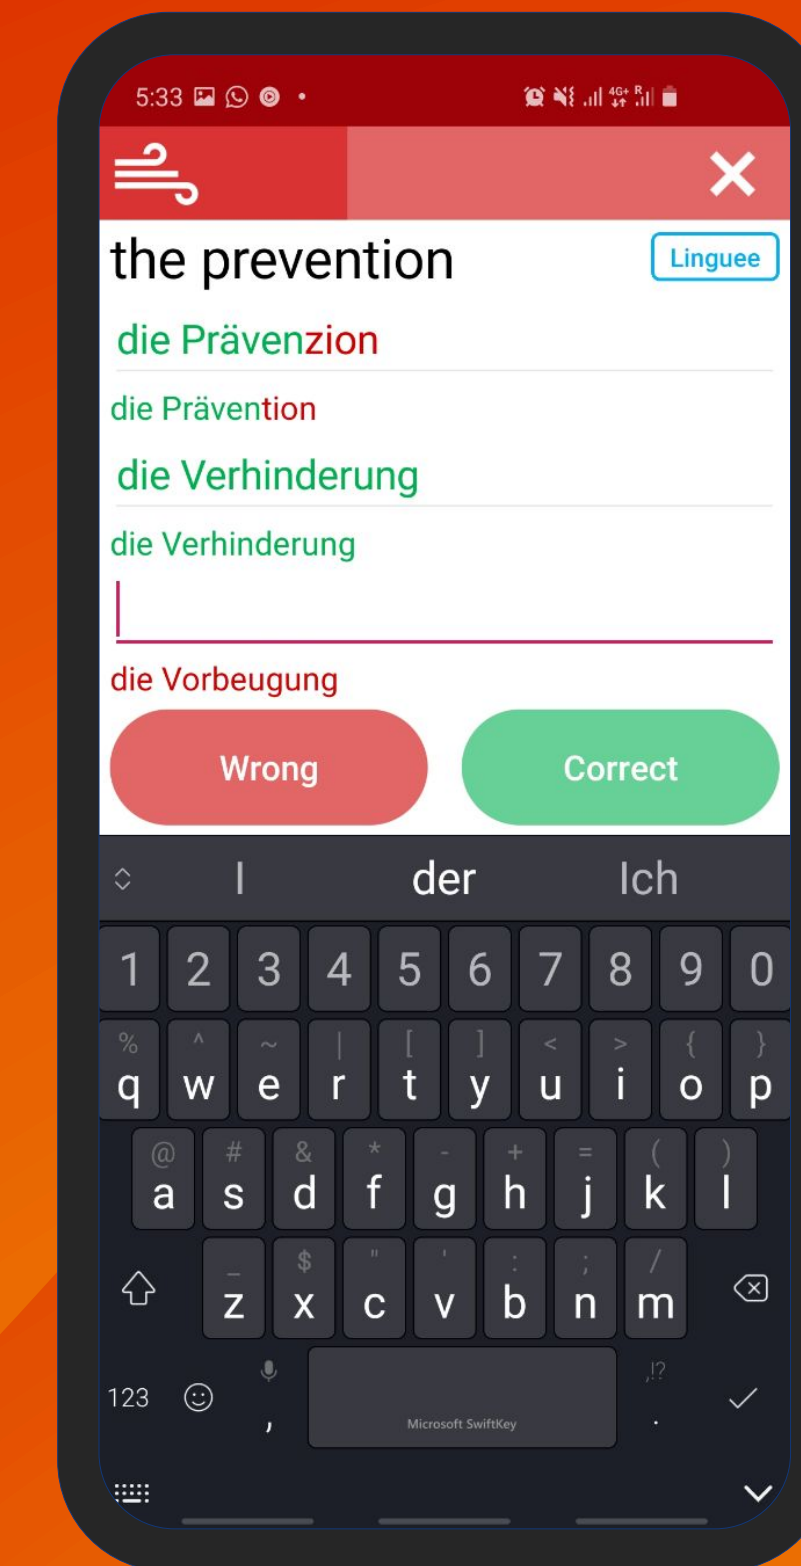 5:33 4G+ R
the prevention Linguee
die Prävenzion
die Prävention
die Verhinderung
die Verhinderung
die Vorbeugung
Wrong Correct
I der Ich
1 2 3 4 5 6 7 8 9 0
% ^ ~ | [ ] < > { }
q w e r t y u i o p
@ # & * - + = ( )
a s d f g h j k l
_ $ " ' : ; /
z x c v b n m
123 , Microsoft SwiftKey ,!? .